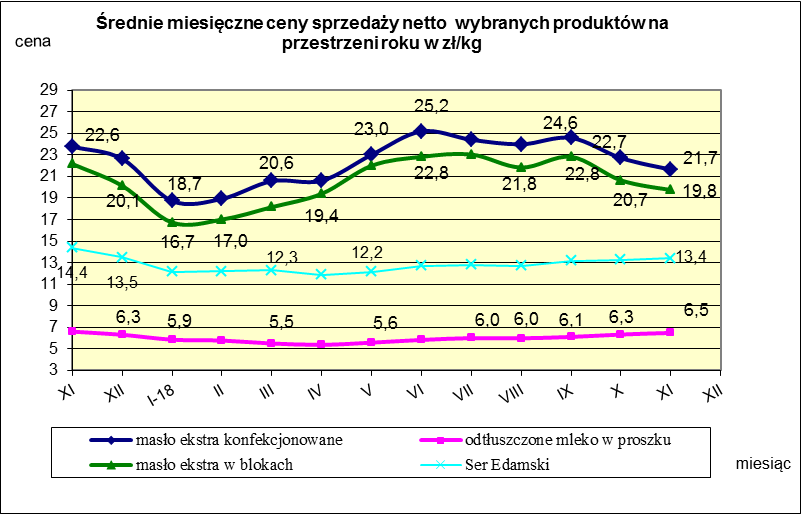 Średnie miesięczne ceny sprzedaży netto wybranych produktów na
przestrzeni roku w zł/kg
cena
29
27
25
23
21
19
17
15
13
11
9
7
5
3
22,6
18,7
20,6
23,0
25,2
24,6
22,7
21,7
20,1
16,7
17,0
19,4
22,8
21,8
22,8
20,7
19,8
14,4
13,5
12,3
12,2
13,4
6,3
5,9
5,5
5,6
6,0
6,0
6,1
6,3
6,5
XI
XII
I-18
II
III
IV
V
VI
VII
VIII
IX
X
XI
XII
masło ekstra konfekcjonowane
odtłuszczone mleko w proszku
masło ekstra w blokach
Ser Edamski
miesiąc